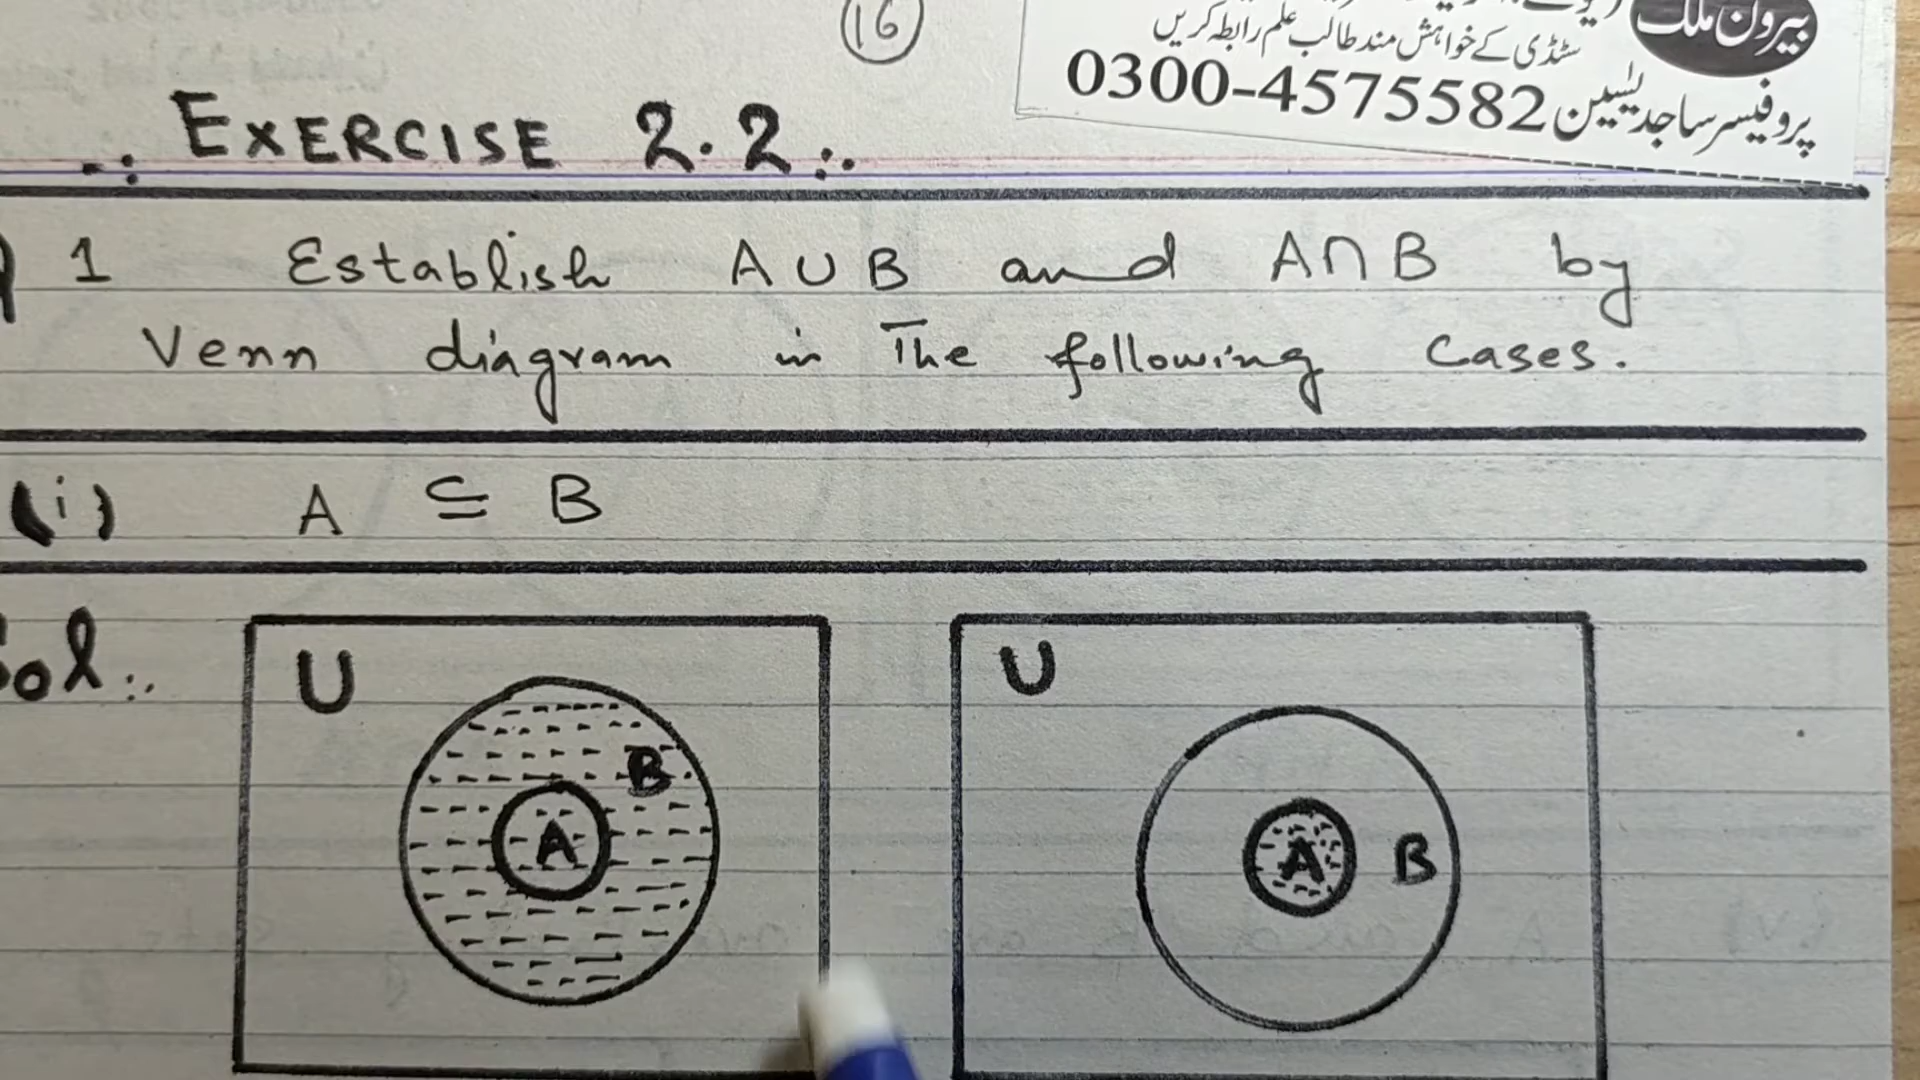 16
بیرون ملک
سٹڈی کے خواہش مند طالب علم رابطہ کریں
پروفیسر ساجد یٰسین 0300-4575582
-: EXERCISE 2.2:.
1 Establish A ∪ B and A ∩ B by
Venn diagram in The following Cases.
(i) A ⊆ B
Sol:.
U
B
A
U
A B